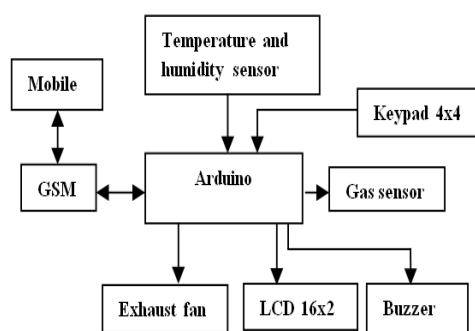 Temperature and
humidity sensor
Mobile
Keypad 4x4
GSM
Arduino
Gas sensor
Exhaust fan
LCD 16x2
Buzzer